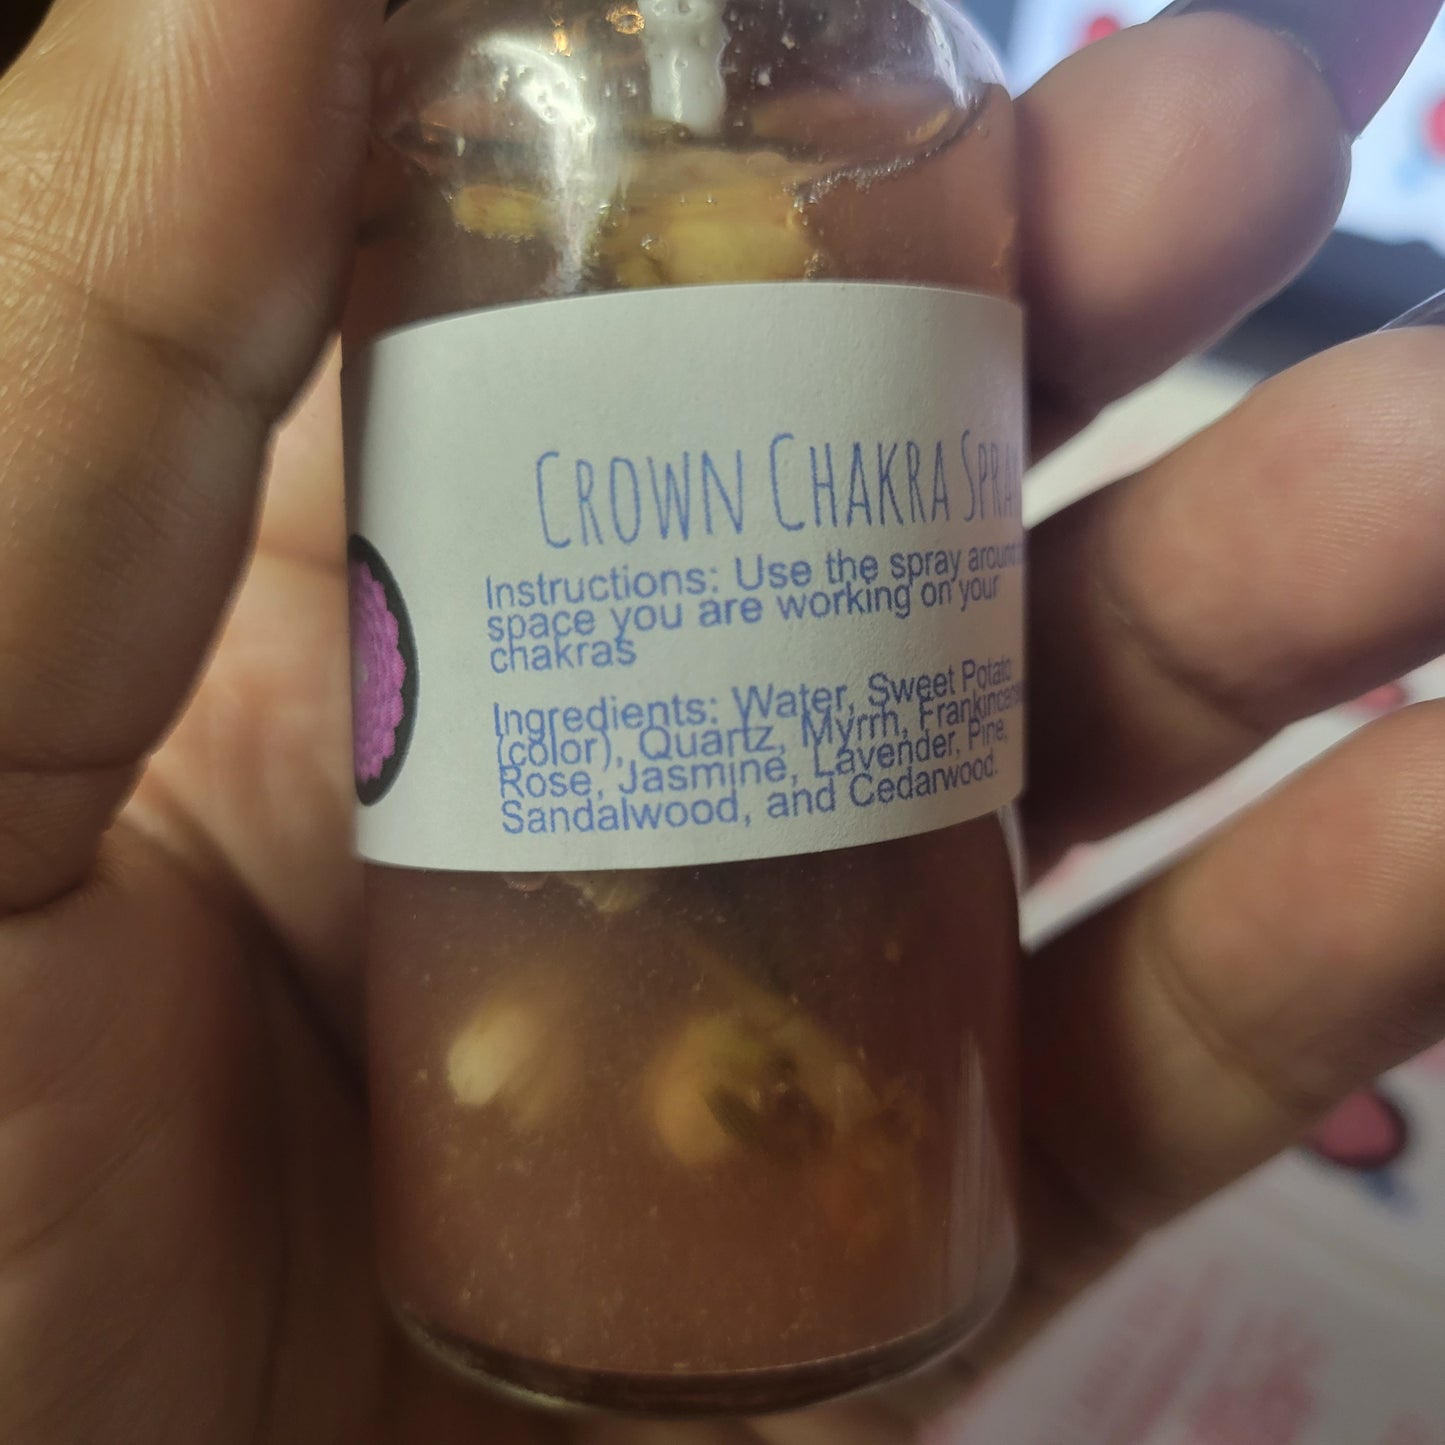 CROWN CHAKRA
Instructions: Use the spray around
space you are working on your
chakras
Ingredients: Water, Sweet Potato
(color), Quartz, Myrrh, Frankincense
Rose, Jasmine, Lavender, Pine,
Sandalwood, and Cedarwood.